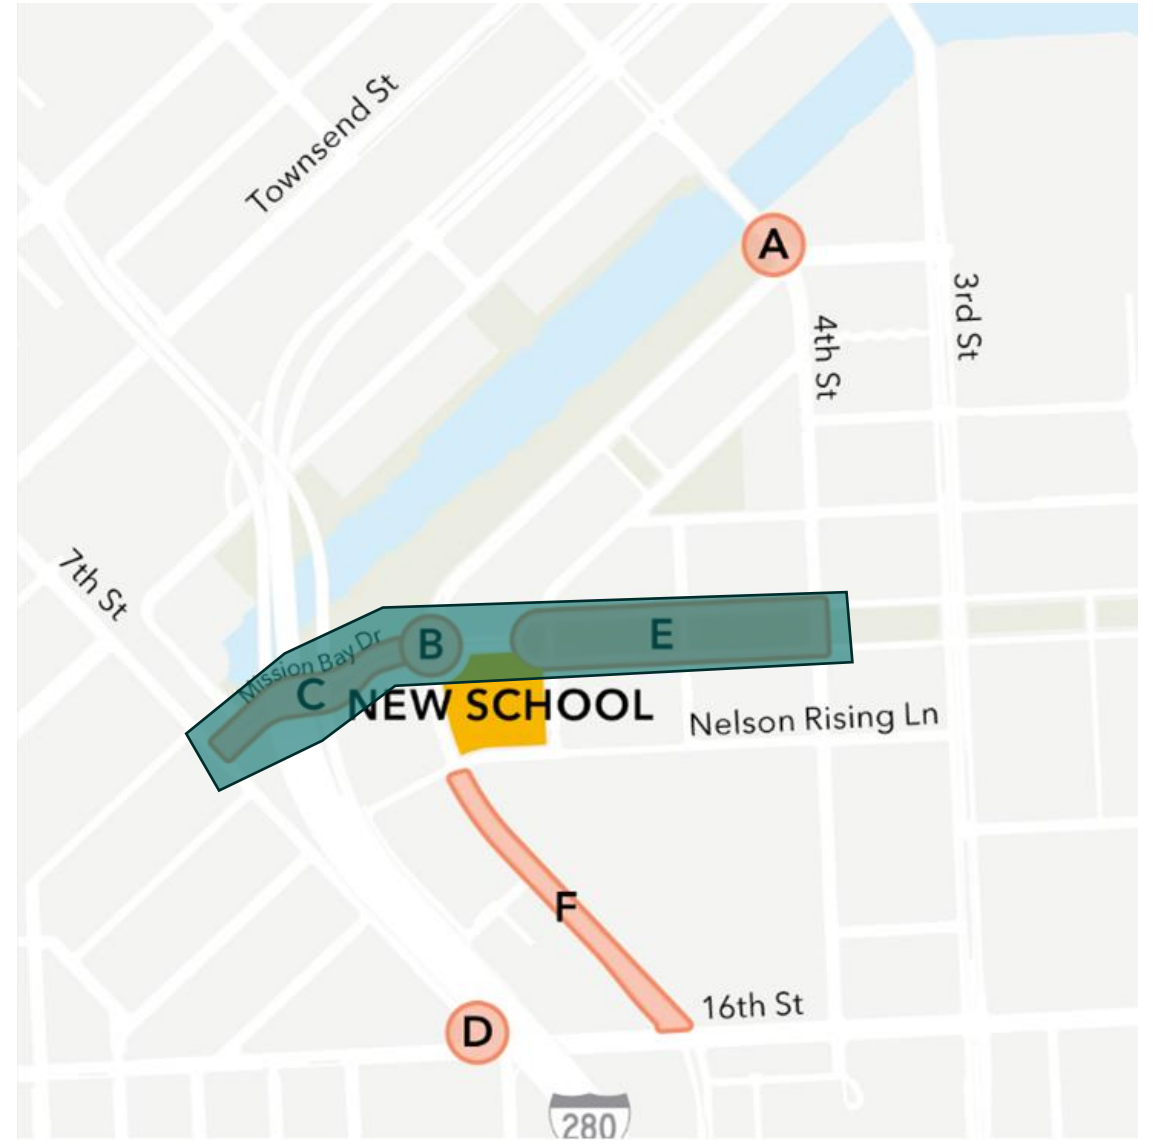 Townsend St
A
3rd St
4th St
7th St
Mission Bay Dr
B
E
C
NEW SCHOOL
Nelson Rising Ln
F
16th St
D
280